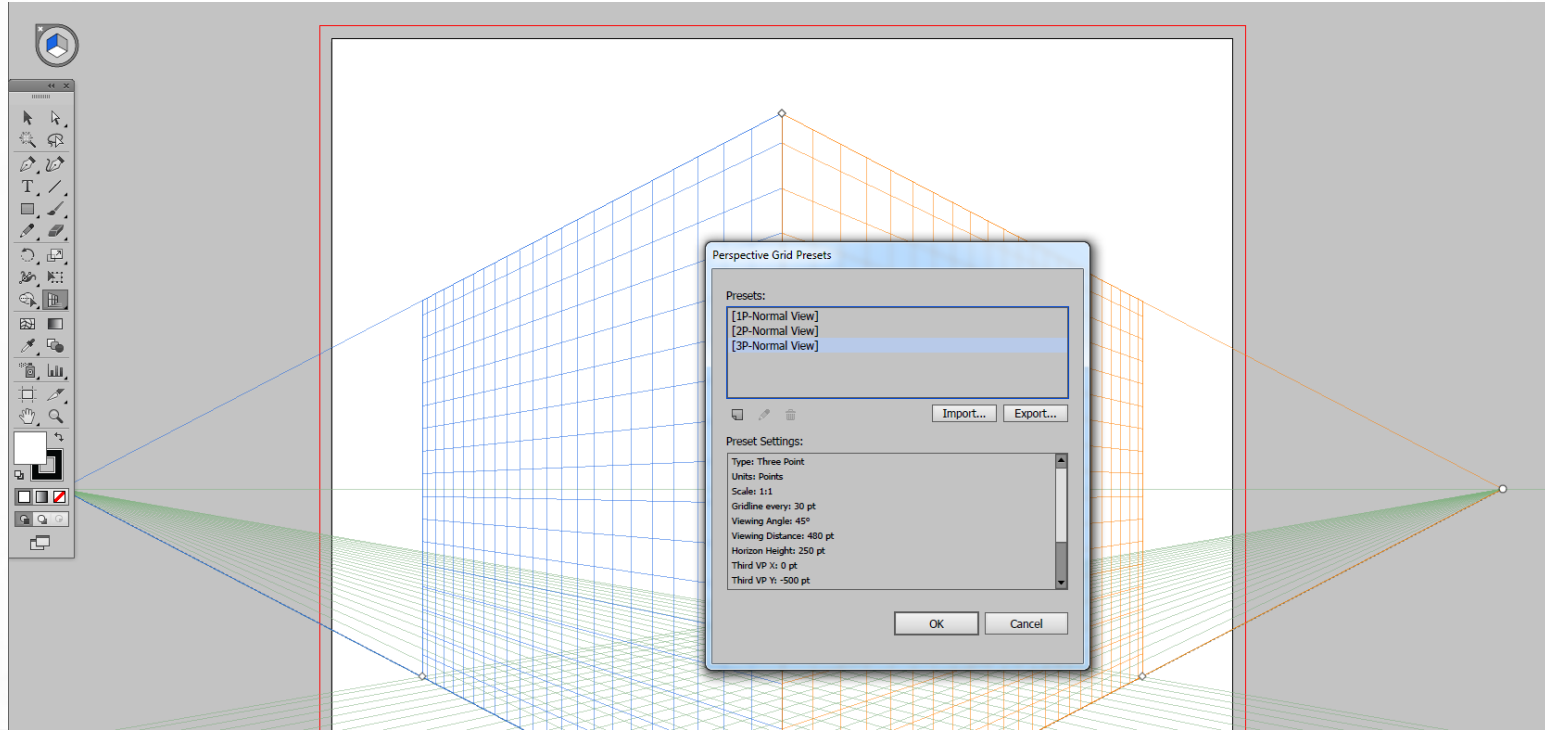 Perspective Grid Presets
Presets:
[1P-Normal View]
[2P-Normal View]
[3P-Normal View]
Import... Export...
Preset Settings:
Type: Three Point
Units: Points
Scale: 1:1
Gridline every: 30 pt
Viewing Angle: 45°
Viewing Distance: 480 pt
Horizon Height: 250 pt
Third VP X: 0 pt
Third VP Y: -500 pt
OK Cancel